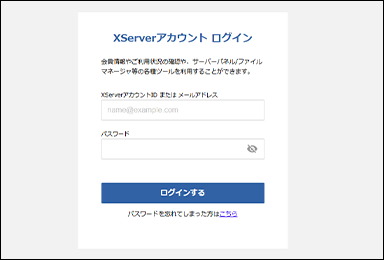 XServerアカウント ログイン
会員情報やご利用状況の確認や、サーバーパネル/ファイル
マネージャ等の各種ツールを利用することができます。
XServerアカウントID または メールアドレス
name@example.com
パスワード
ログインする
パスワードを忘れてしまった方はこちら